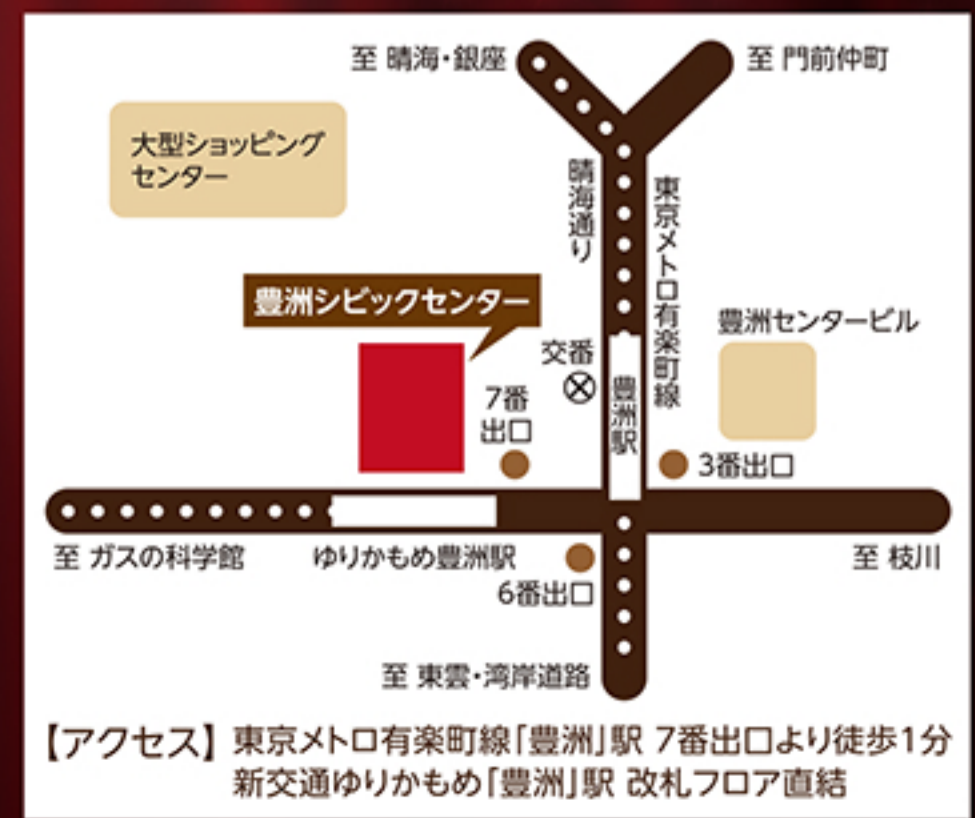 至 晴海・銀座
至 門前仲町
大型ショッピング
センター
晴海通り
東京メトロ有楽町線
豊洲シビックセンター
豊洲センタービル
交番
7番
出口
豊洲駅
3番出口
至 ガスの科学館
ゆりかもめ豊洲駅
至 枝川
6番出口
至 東雲・湾岸道路
【アクセス】東京メトロ有楽町線「豊洲」駅 7番出口より徒歩1分
新交通ゆりかもめ「豊洲」駅 改札フロア直結